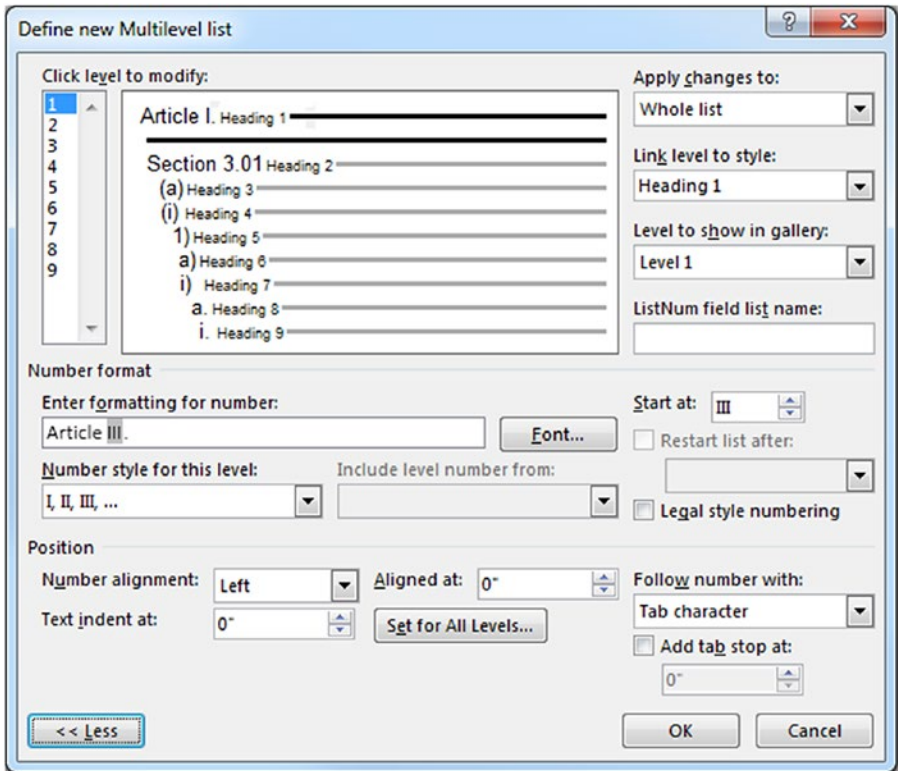 Define new Multilevel list
Click level to modify:
1
2
3
4
5
6
7
8
9
Article I. Heading 1
Section 3.01 Heading 2
(a) Heading 3
(i) Heading 4
1) Heading 5
a) Heading 6
i) Heading 7
a. Heading 8
i. Heading 9
Apply changes to:
Whole list
Link level to style:
Heading 1
Level to show in gallery:
Level 1
ListNum field list name:
Number format
Enter formatting for number:
Article III.
Font...
Start at: III
Restart list after:
Number style for this level:
I, II, III, ...
Include level number from:
Legal style numbering
Position
Number alignment: Left
Aligned at: 0"
Text indent at: 0"
Set for All Levels...
Follow number with:
Tab character
Add tab stop at:
0"
<< Less
OK
Cancel